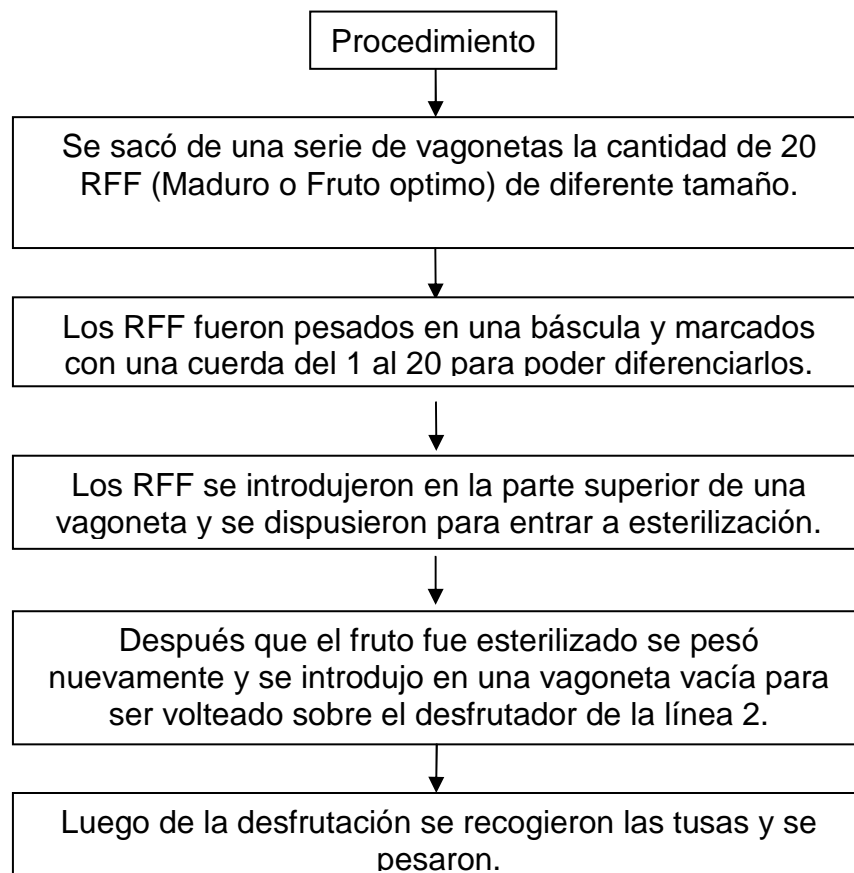 Procedimiento
Se sacó de una serie de vagonetas la cantidad de 20
RFF (Maduro o Fruto optimo) de diferente tamaño.
Los RFF fueron pesados en una báscula y marcados
con una cuerda del 1 al 20 para poder diferenciarlos.
Los RFF se introdujeron en la parte superior de una
vagoneta y se dispusieron para entrar a esterilización.
Después que el fruto fue esterilizado se pesó
nuevamente y se introdujo en una vagoneta vacía para
ser volteado sobre el desfrutador de la línea 2.
Luego de la desfrutación se recogieron las tusas y se
pesaron.